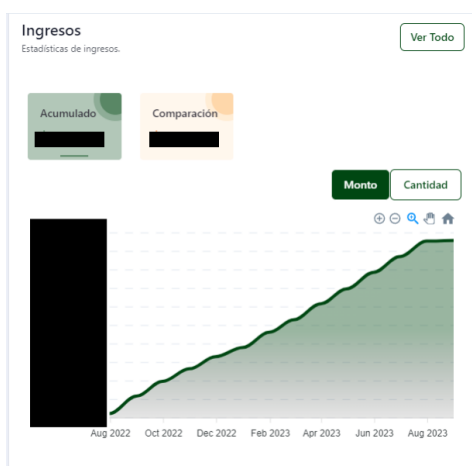 Ingresos
Ver Todo
Estadísticas de ingresos.
Acumulado
Comparación
Monto
Cantidad
Aug 2022
Oct 2022
Dec 2022
Feb 2023
Apr 2023
Jun 2023
Aug 2023